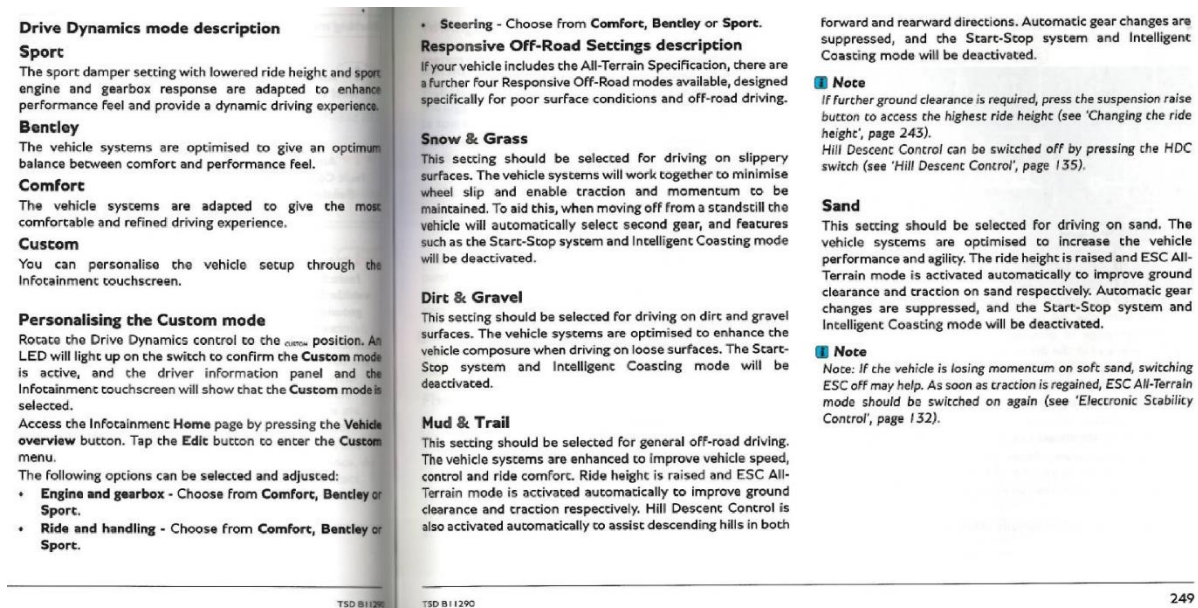 Drive Dynamics mode description
Sport
The sport damper setting with lowered ride height and sport
engine and gearbox response are adapted to enhance
performance feel and provide a dynamic driving experience.
Bentley
The vehicle systems are optimised to give an optimum
balance between comfort and performance feel.
Comfort
The vehicle systems are adapted to give the most
comfortable and refined driving experience.
Custom
You can personalise the vehicle setup through the
Infotainment touchscreen.
Personalising the Custom mode
Rotate the Drive Dynamics control to the CUSTOM position. An
LED will light up on the switch to confirm the Custom mode
is active, and the driver information panel and the
Infotainment touchscreen will show that the Custom mode is
selected.
Access the Infotainment Home page by pressing the Vehicle
overview button. Tap the Edit button to enter the Custom
menu.
The following options can be selected and adjusted:
• Engine and gearbox - Choose from Comfort, Bentley or
Sport.
• Ride and handling - Choose from Comfort, Bentley or
Sport.
TSD B11290
• Steering - Choose from Comfort, Bentley or Sport.
Responsive Off-Road Settings description
If your vehicle includes the All-Terrain Specification, there are
a further four Responsive Off-Road modes available, designed
specifically for poor surface conditions and off-road driving.
Snow & Grass
This setting should be selected for driving on slippery
surfaces. The vehicle systems will work together to minimise
wheel slip and enable traction and momentum to be
maintained. To aid this, when moving off from a standstill the
vehicle will automatically select second gear, and features
such as the Start-Stop system and Intelligent Coasting mode
will be deactivated.
Dirt & Gravel
This setting should be selected for driving on dirt and gravel
surfaces. The vehicle systems are optimised to enhance the
vehicle composure when driving on loose surfaces. The Start-
Stop system and Intelligent Coasting mode will be
deactivated.
Mud & Trail
This setting should be selected for general off-road driving.
The vehicle systems are enhanced to improve vehicle speed,
control and ride comfort. Ride height is raised and ESC All-
Terrain mode is activated automatically to improve ground
clearance and traction respectively. Hill Descent Control is
also activated automatically to assist descending hills in both
TSD B11290
forward and rearward directions. Automatic gear changes are
suppressed, and the Start-Stop system and Intelligent
Coasting mode will be deactivated.
i Note
If further ground clearance is required, press the suspension raise
button to access the highest ride height (see 'Changing the ride
height', page 243).
Hill Descent Control can be switched off by pressing the HDC
switch (see 'Hill Descent Control', page 135).
Sand
This setting should be selected for driving on sand. The
vehicle systems are optimised to increase the vehicle
performance and agility. The ride height is raised and ESC All-
Terrain mode is activated automatically to improve ground
clearance and traction on sand respectively. Automatic gear
changes are suppressed, and the Start-Stop system and
Intelligent Coasting mode will be deactivated.
i Note
Note: If the vehicle is losing momentum on soft sand, switching
ESC off may help. As soon as traction is regained, ESC All-Terrain
mode should be switched on again (see 'Electronic Stability
Control', page 132).
249